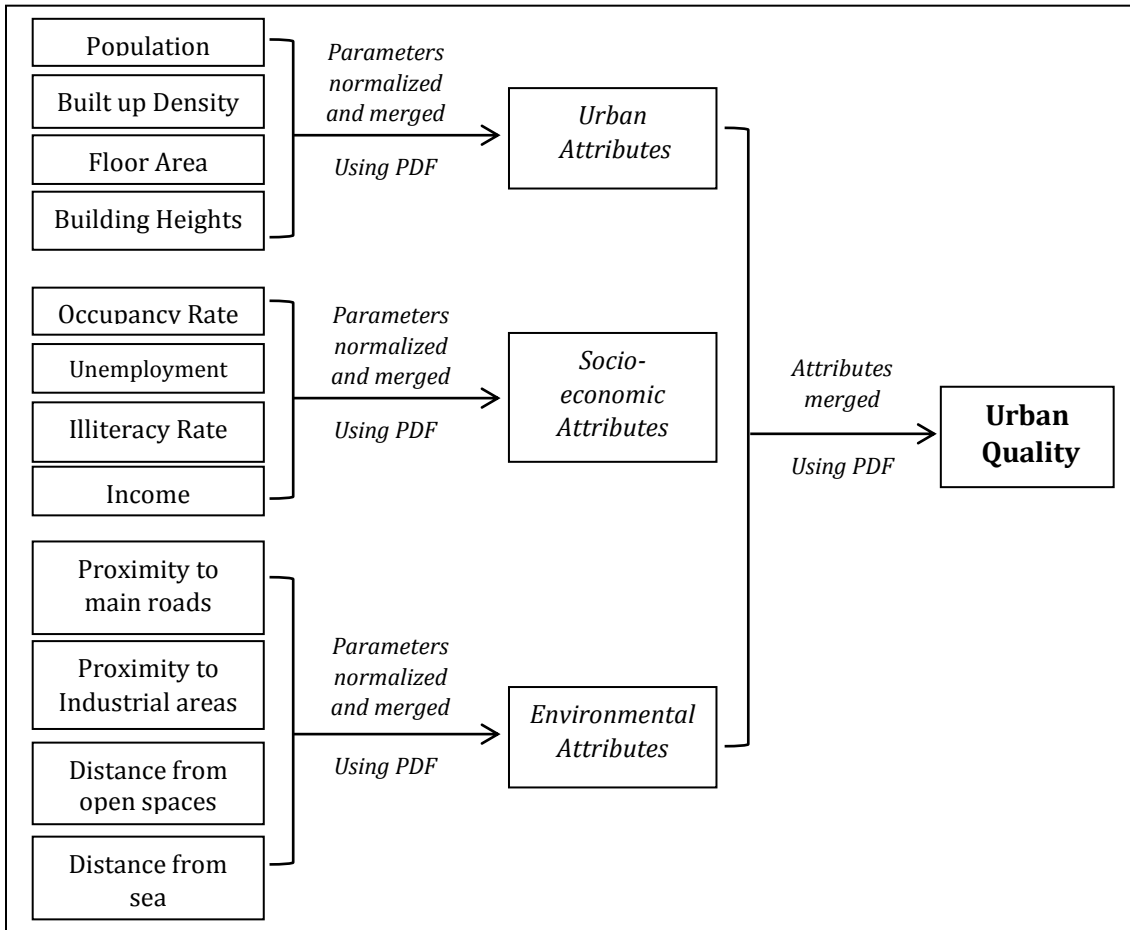 Population
Built up Density
Floor Area
Building Heights
Parameters
normalized
and merged
Using PDF
Urban
Attributes
Occupancy Rate
Unemployment
Illiteracy Rate
Income
Parameters
normalized
and merged
Using PDF
Socio-
economic
Attributes
Proximity to
main roads
Proximity to
Industrial areas
Distance from
open spaces
Distance from
sea
Parameters
normalized
and merged
Using PDF
Environmental
Attributes
Attributes
merged
Using PDF
Urban
Quality